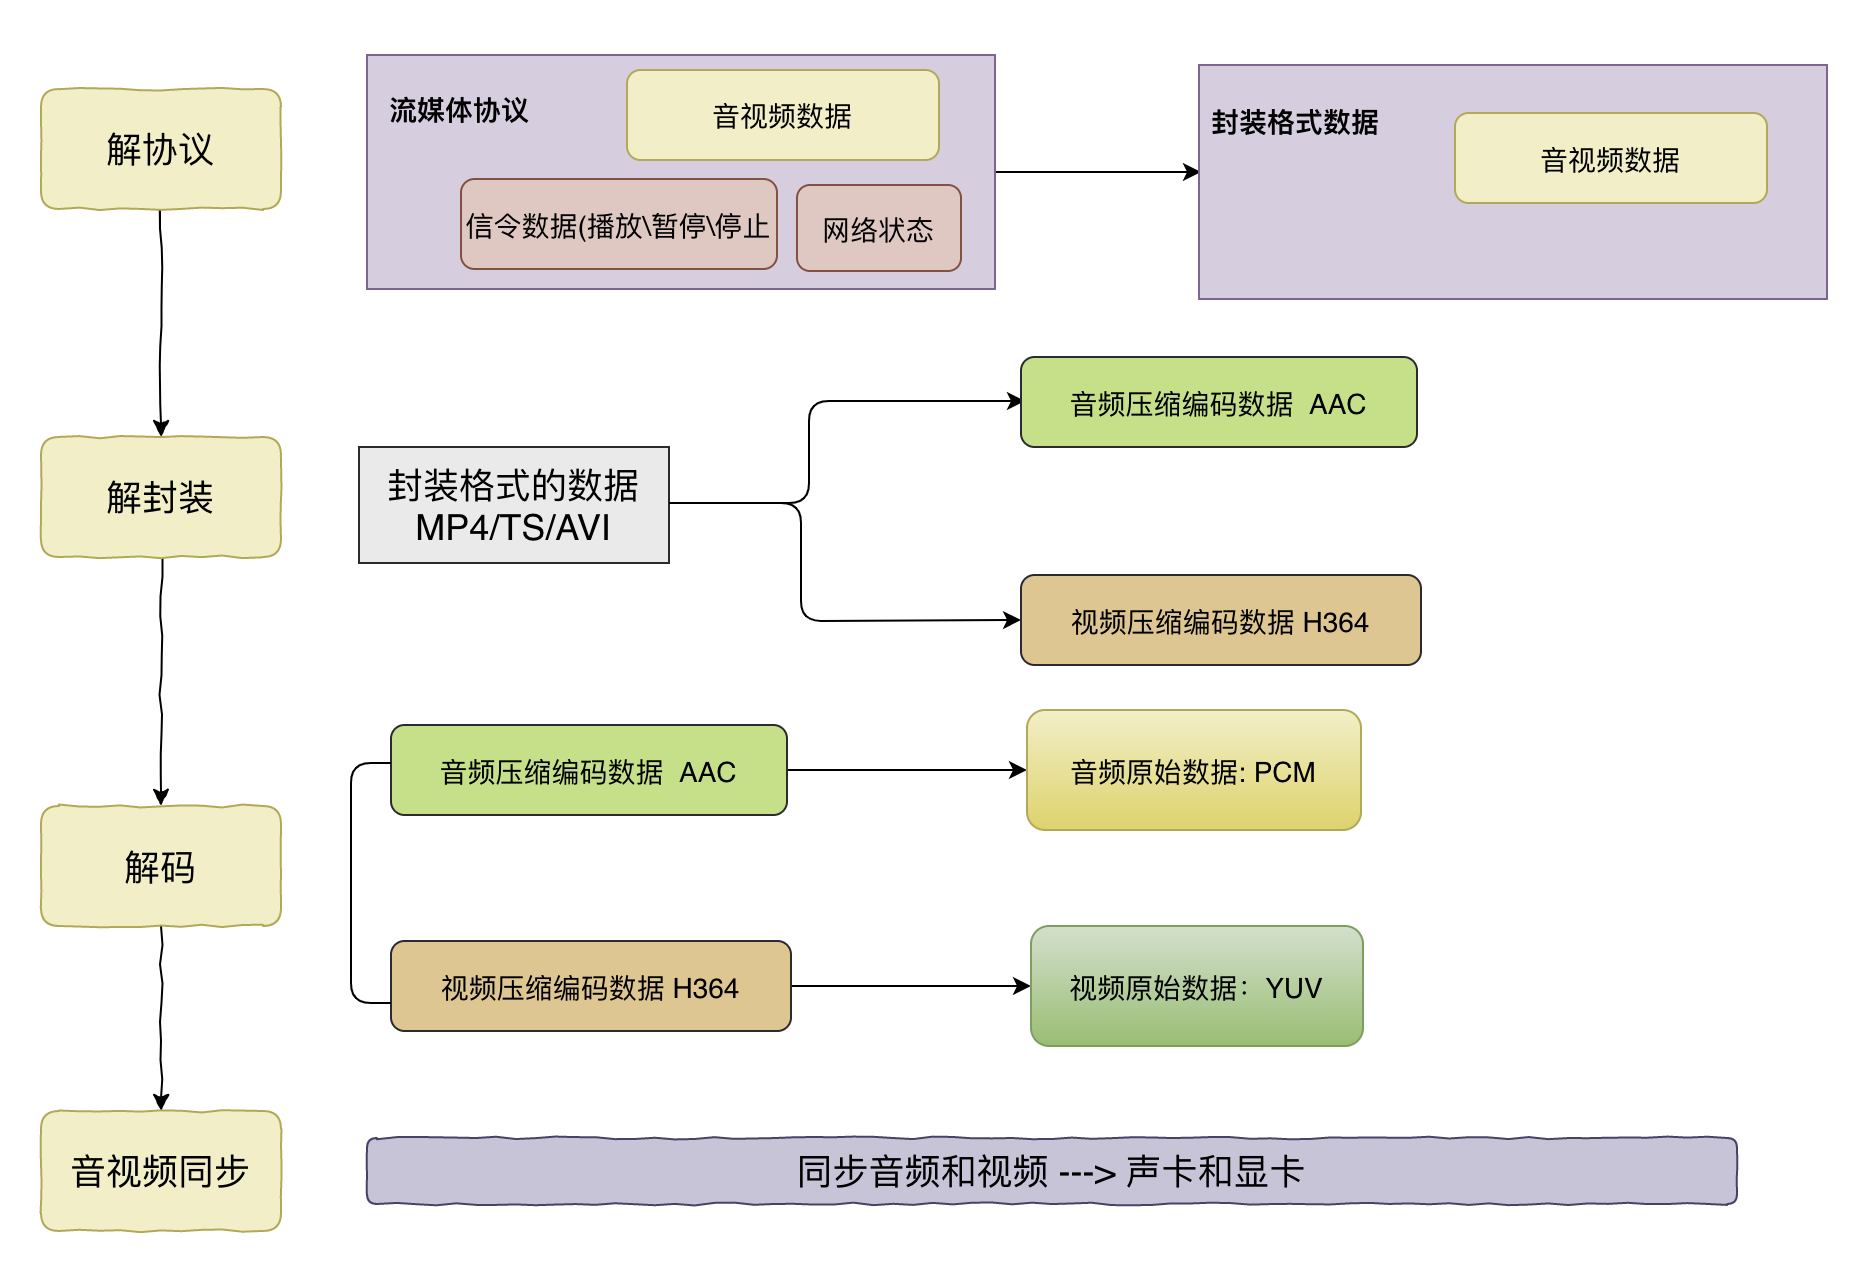 解协议
流媒体协议
音视频数据
信令数据(播放\暂停\停止
网络状态
封装格式数据
音视频数据
解封装
封装格式的数据
MP4/TS/AVI
音频压缩编码数据  AAC
视频压缩编码数据 H364
解码
音频压缩编码数据  AAC
音频原始数据: PCM
视频压缩编码数据 H364
视频原始数据：YUV
音视频同步
同步音频和视频 ---> 声卡和显卡